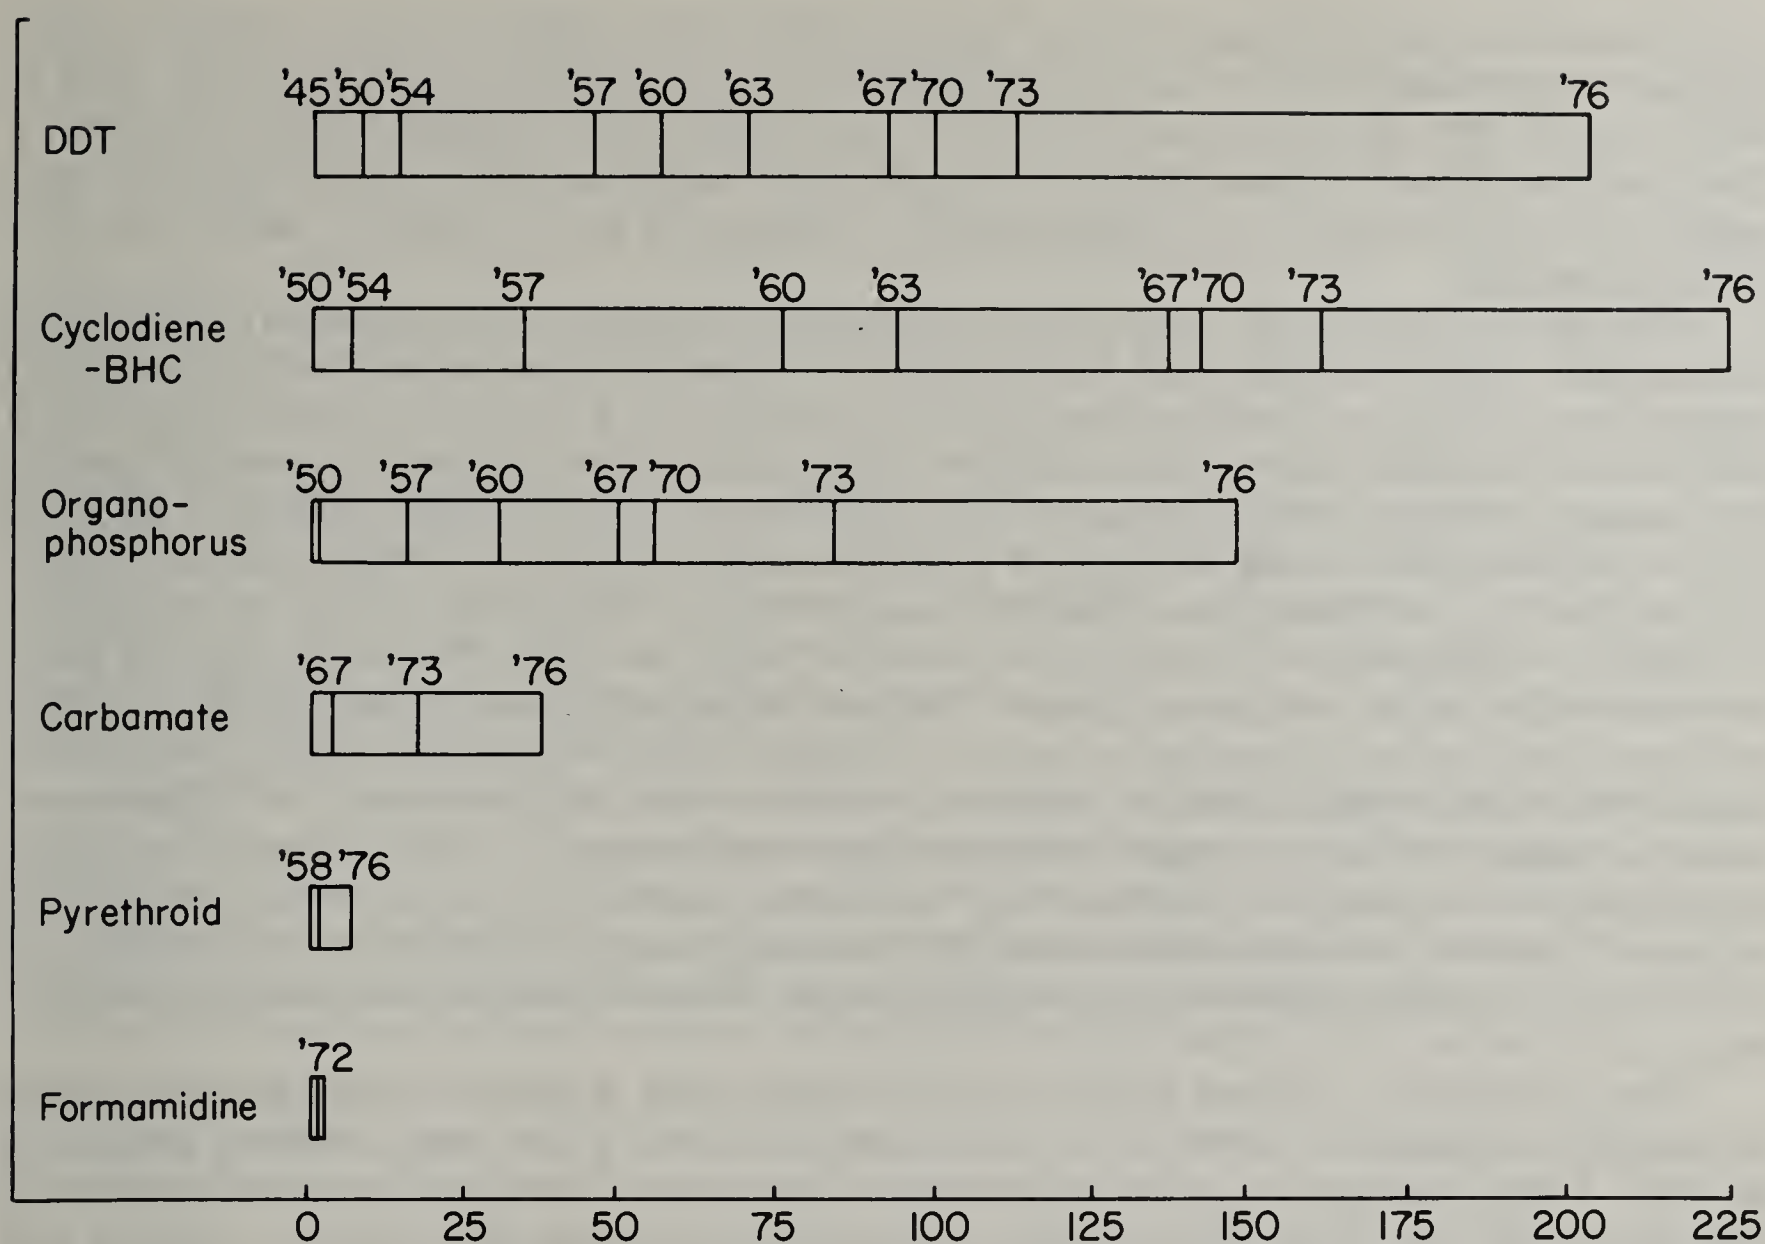 '45 '50 '54 '57 '60 '63 '67 '70 '73 '76
DDT
'50 '54 '57 '60 '63 '67 '70 '73 '76
Cyclodiene
-BHC
'50 '57 '60 '67 '70 '73 '76
Organo-
phosphorus
'67 '73 '76
Carbamate
'58 '76
Pyrethroid
'72
Formamidine
0 25 50 75 100 125 150 175 200 225